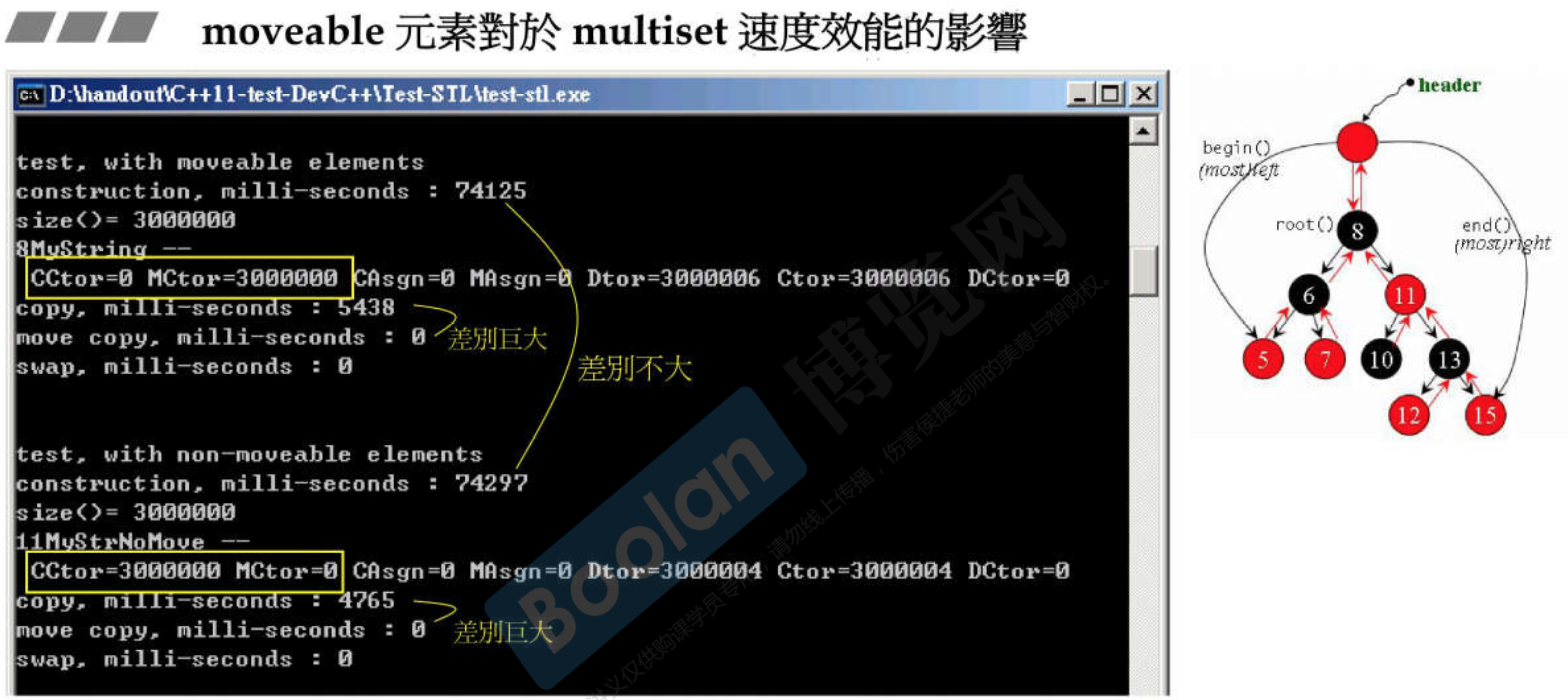 moveable 元素對於 multiset 速度效能的影響
D:\handout\C++11-test-DevC++\Test-STL\test-stl.exe
test, with moveable elements
construction, milli-seconds : 74125
size()= 3000000
8MyString --
CCtor=0 MCtor=3000000 CAsgn=0 MAsgn=0 Dtor=3000006 Ctor=3000006 DCtor=0
copy, milli-seconds : 5438
move copy, milli-seconds : 0 差別巨大
swap, milli-seconds : 0
差別不大
test, with non-moveable elements
construction, milli-seconds : 74297
size()= 3000000
11MyStrNoMove --
CCtor=3000000 MCtor=0 CAsgn=0 MAsgn=0 Dtor=3000004 Ctor=3000004 DCtor=0
copy, milli-seconds : 4765
move copy, milli-seconds : 0 差別巨大
swap, milli-seconds : 0
header
begin()
(most)left
root()
end()
(most)right
8
6 11
5 7 10 13
12 15
Boolan 博览网
请勿线上传播,伤害侯捷老师的美意与智财权。